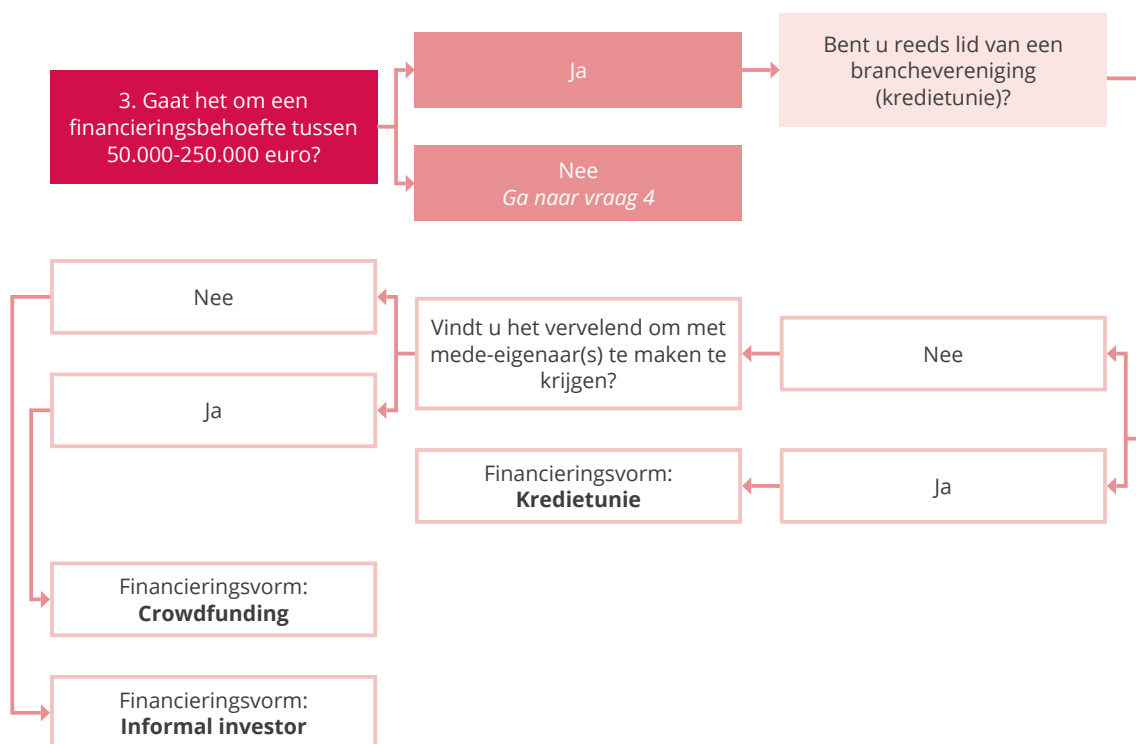 3. Gaat het om een
financieringsbehoefte tussen
50.000-250.000 euro?
Ja
Nee
Ga naar vraag 4
Bent u reeds lid van een
branchevereniging
(kredietunie)?
Nee
Ja
Vindt u het vervelend om met
mede-eigenaar(s) te maken te
krijgen?
Financieringsvorm:
Kredietunie
Nee
Ja
Financieringsvorm:
Crowdfunding
Financieringsvorm:
Informal investor